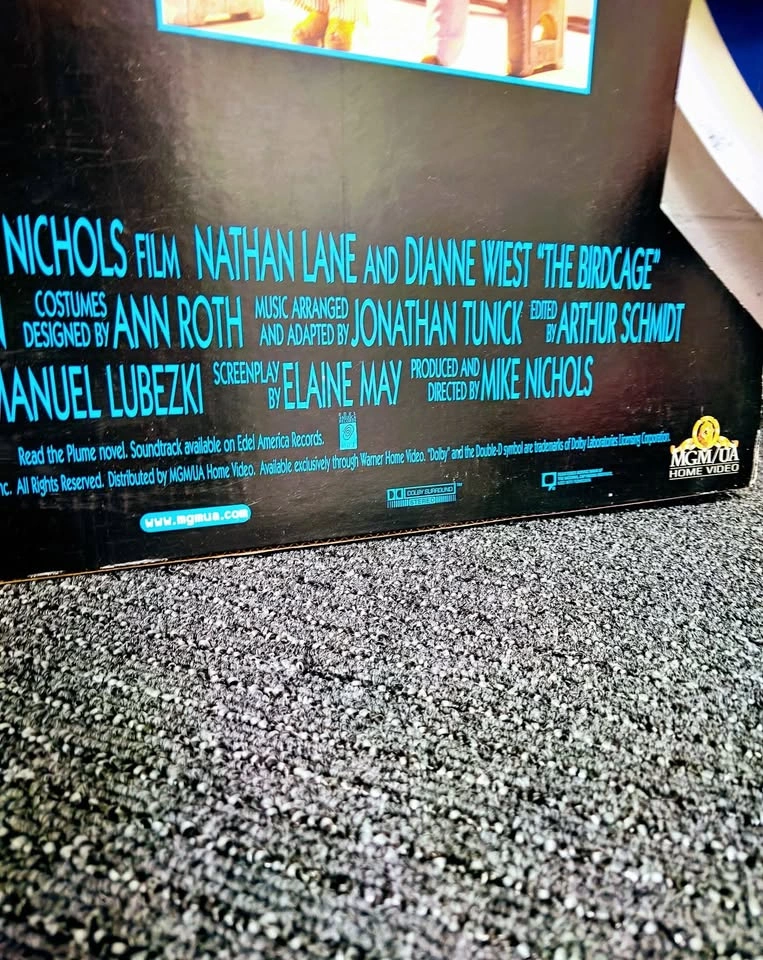 NICHOLS FILM NATHAN LANE AND DIANNE WIEST "THE BIRDCAGE"
COSTUMES DESIGNED BY ANN ROTH MUSIC ARRANGED AND ADAPTED BY JONATHAN TUNICK EDITED BY ARTHUR SCHMIDT
MANUEL LUBEZKI SCREENPLAY BY ELAINE MAY PRODUCED AND DIRECTED BY MIKE NICHOLS
Read the Plume novel. Soundtrack available on Edel America Records.
nc. All Rights Reserved. Distributed by MGM/UA Home Video. Available exclusively through Warner Home Video. "Dolby" and the Double-D symbol are trademarks of Dolby Laboratories Licensing Corporation.
MGM/UA
HOME VIDEO
DOLBY SURROUND
STEREO
TM
www.mgmua.com